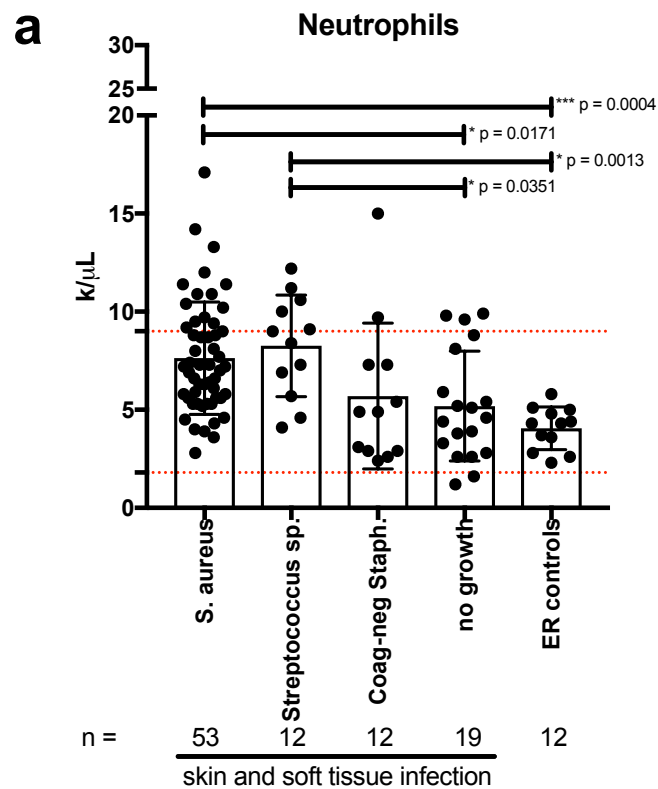 a
Neutrophils
30
25
20
15
10
5
0
k/μL
*** p = 0.0004
* p = 0.0171
* p = 0.0013
* p = 0.0351
S. aureus
Streptococcus sp.
Coag-neg Staph.
no growth
ER controls
n = 53 12 12 19 12
skin and soft tissue infection